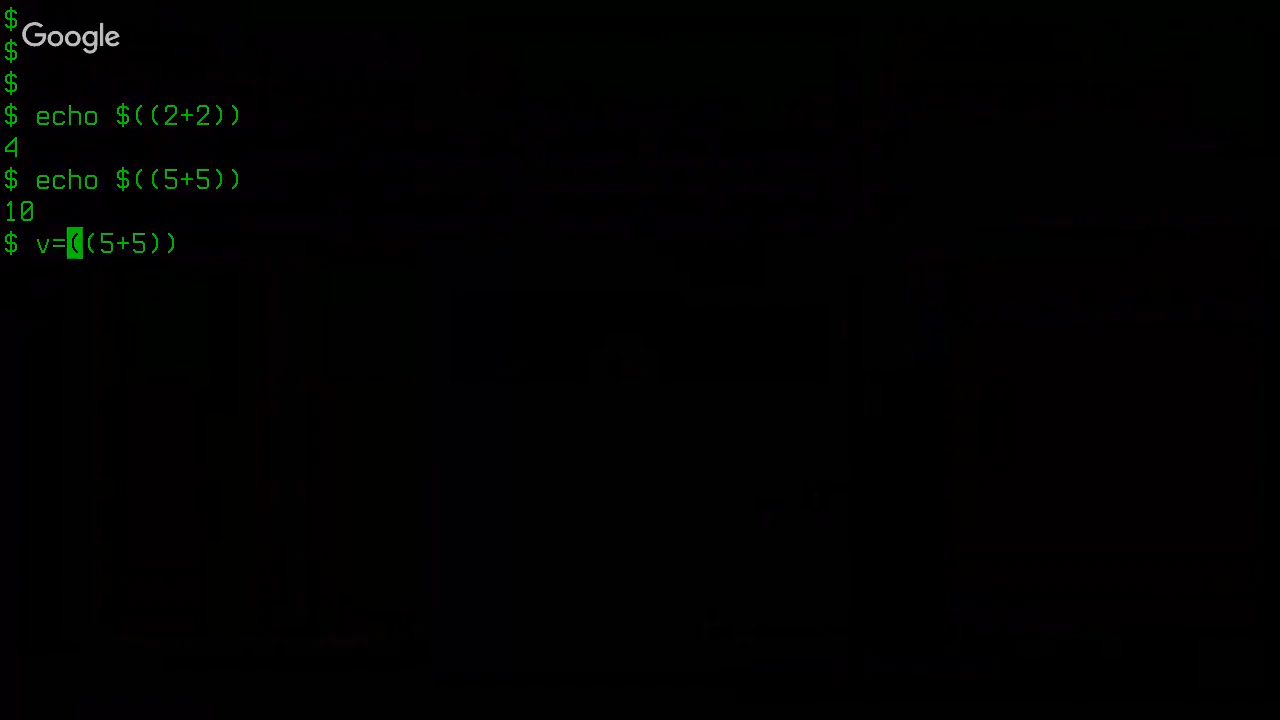 $
Google
$
$
$ echo $((2+2))
4
$ echo $((5+5))
10
$ v=((5+5))